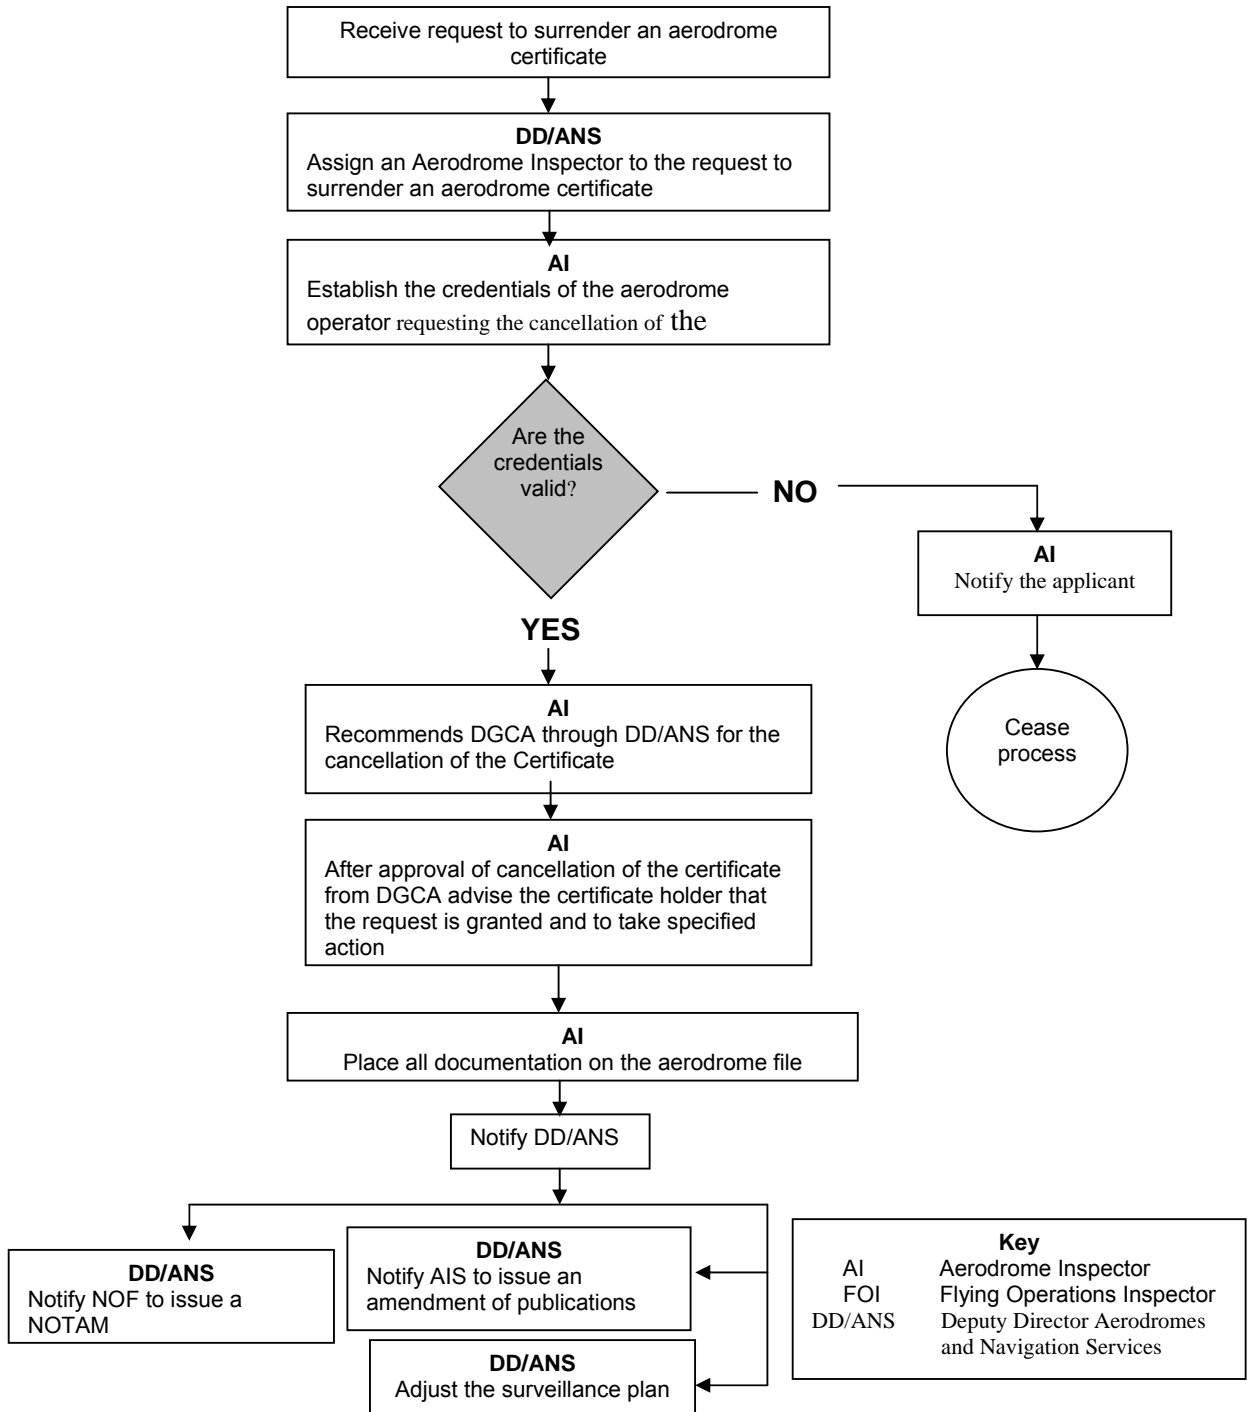 Receive request to surrender an aerodrome
certificate
DD/ANS
Assign an Aerodrome Inspector to the request to
surrender an aerodrome certificate
AI
Establish the credentials of the aerodrome
operator requesting the cancellation of the
Are the
credentials
valid?
NO
AI
Notify the applicant
Cease
process
YES
AI
Recommends DGCA through DD/ANS for the
cancellation of the Certificate
AI
After approval of cancellation of the certificate
from DGCA advise the certificate holder that
the request is granted and to take specified
action
AI
Place all documentation on the aerodrome file
Notify DD/ANS
DD/ANS
Notify NOF to issue a
NOTAM
DD/ANS
Notify AIS to issue an
amendment of publications
DD/ANS
Adjust the surveillance plan
Key
AI Aerodrome Inspector
FOI Flying Operations Inspector
DD/ANS Deputy Director Aerodromes
and Navigation Services